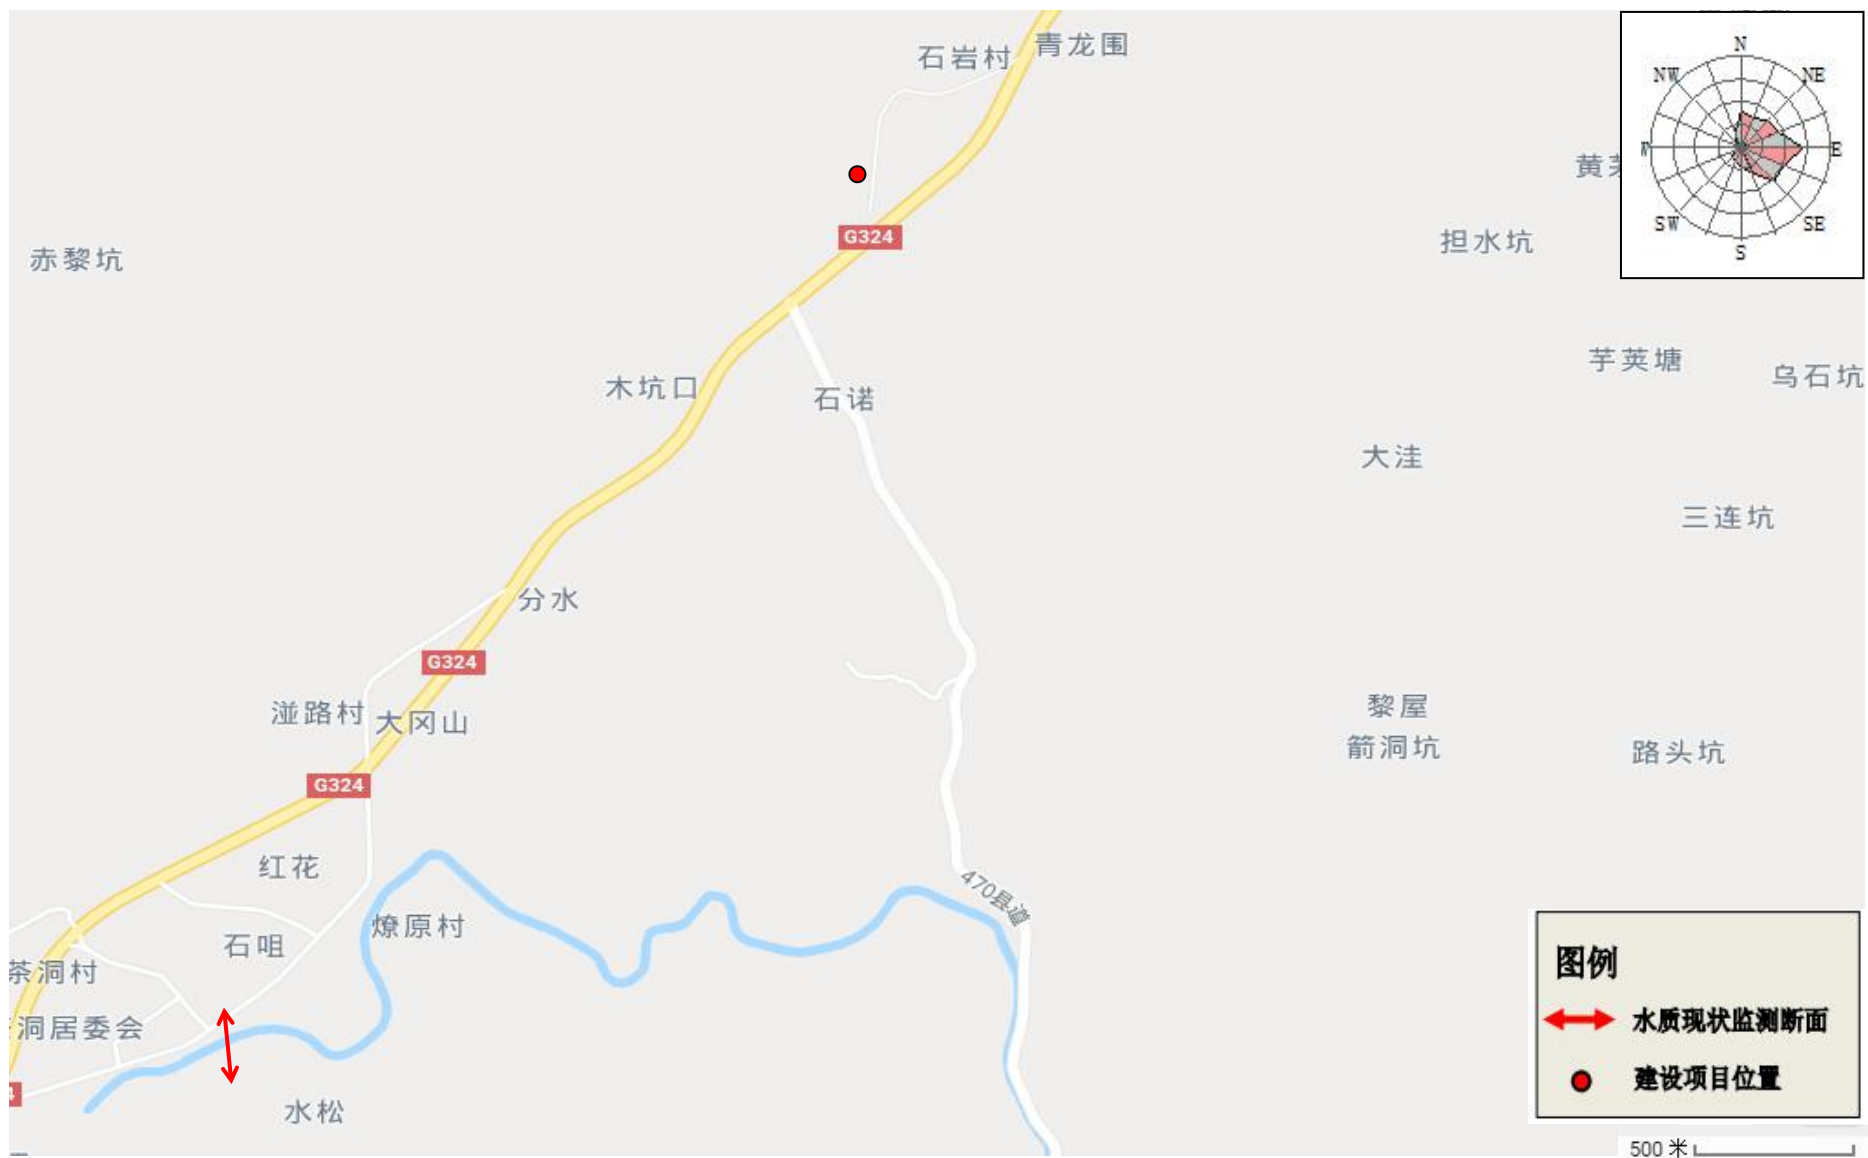 石岩村
青龙围
N
NW
NE
E
SW
SE
S
黄
担水坑
赤黎坑
G324
芋荚塘
乌石坑
木坑口
石诺
大洼
三连坑
分水
G324
湴路村
大冈山
黎屋
箭洞坑
路头坑
G324
红花
470县道
燎原村
石咀
茶洞村
洞居委会
水松
图例
水质现状监测断面
建设项目位置
500 米